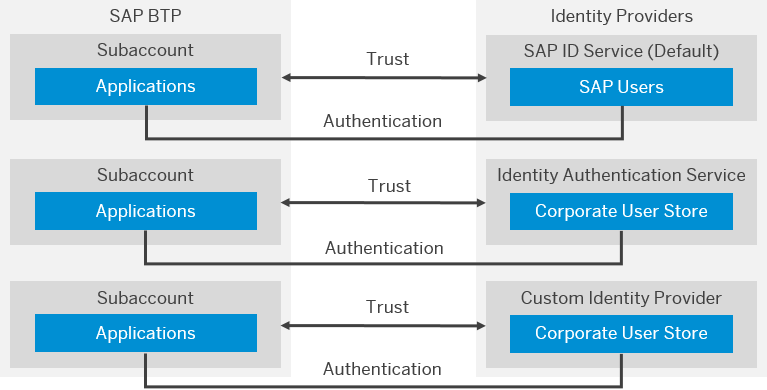 SAP BTP
Identity Providers
Subaccount
Applications
Trust
SAP ID Service (Default)
SAP Users
Authentication
Subaccount
Applications
Trust
Identity Authentication Service
Corporate User Store
Authentication
Subaccount
Applications
Trust
Custom Identity Provider
Corporate User Store
Authentication